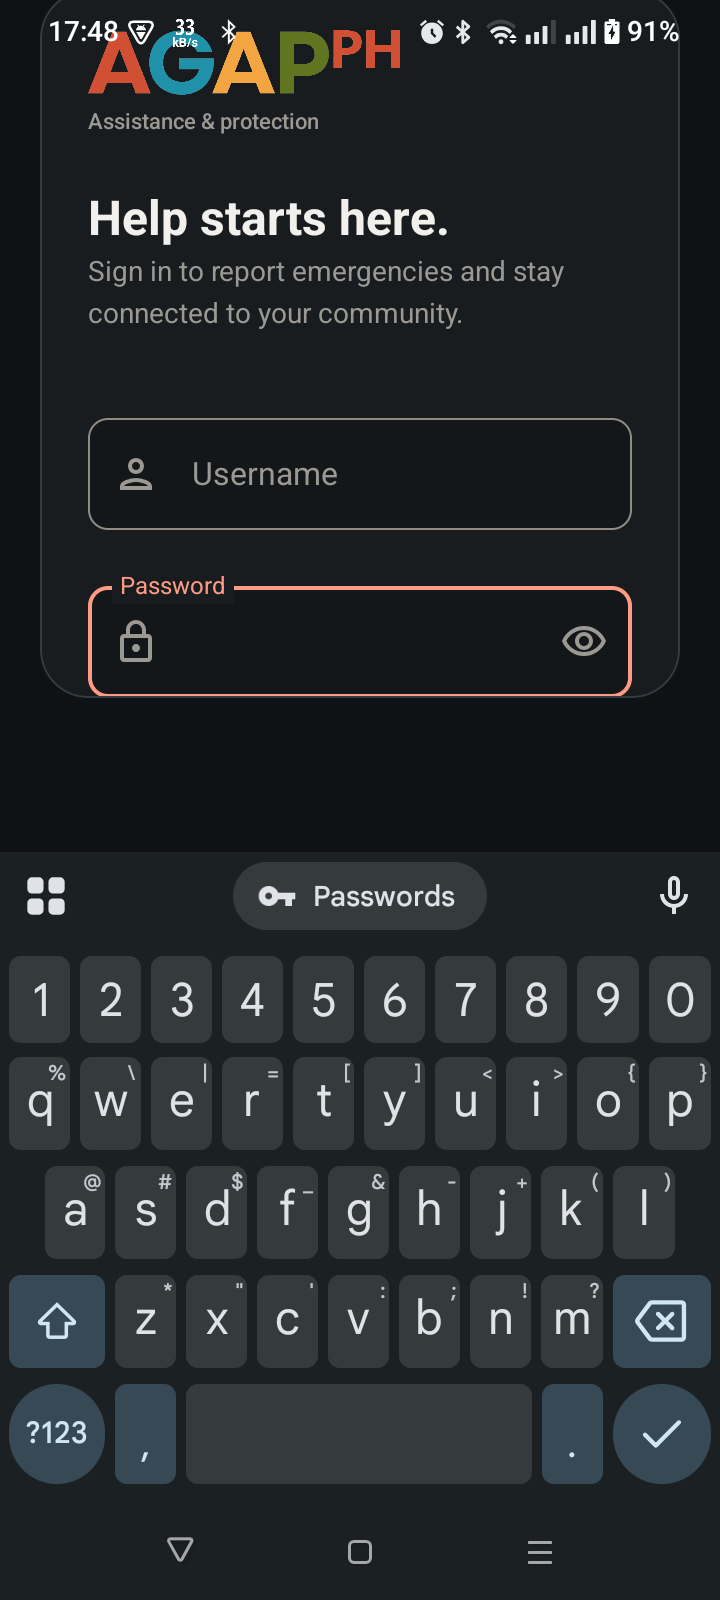 17:48 33 kB/s 91%
AGAPPH
Assistance & protection
Help starts here.
Sign in to report emergencies and stay
connected to your community.
Username
Password
Passwords
1 2 3 4 5 6 7 8 9 0
% \ | = [ ] < > { }
q w e r t y u i o p
@ # $ _ & - + ( )
a s d f g h j k l
* " ' : ; ! ?
z x c v b n m
?123 , .